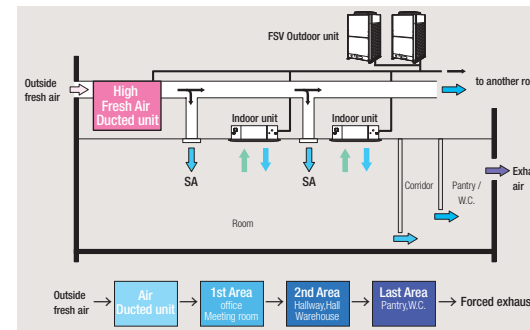 FSV Outdoor unit
Outside
fresh air
High
Fresh Air
Ducted unit
to another ro
Indoor unit
Indoor unit
SA
SA
Corridor
Pantry /
W.C.
Exha
air
Room
Outside
fresh air
Air
Ducted unit
1st Area
office
Meeting room
2nd Area
Hallway,Hall
Warehouse
Last Area
Pantry,W.C.
Forced exhaus